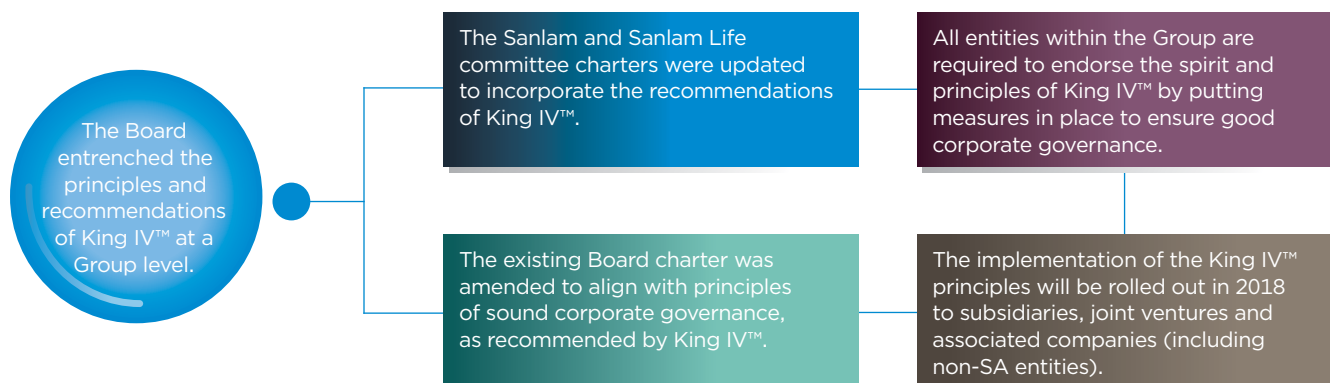 The Board
entrenched the
principles and
recommendations
of King IV™ at a
Group level.
The Sanlam and Sanlam Life
committee charters were updated
to incorporate the recommendations
of King IV™.
All entities within the Group are
required to endorse the spirit and
principles of King IV™ by putting
measures in place to ensure good
corporate governance.
The existing Board charter was
amended to align with principles
of sound corporate governance,
as recommended by King IV™.
The implementation of the King IV™
principles will be rolled out in 2018
to subsidiaries, joint ventures and
associated companies (including
non-SA entities).